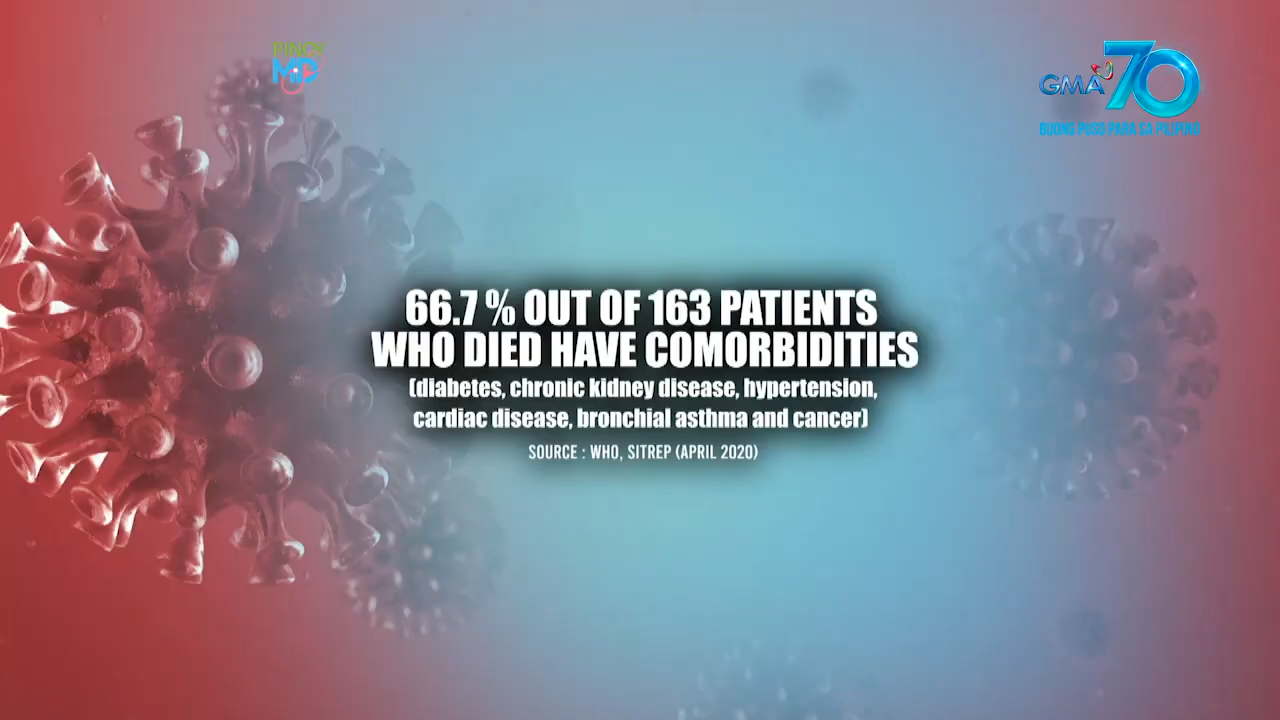 PINOY
MD
GMA 70
BUONG PUSO PARA SA PILIPINO
66.7 % OUT OF 163 PATIENTS
WHO DIED HAVE COMORBIDITIES
(diabetes, chronic kidney disease, hypertension,
cardiac disease, bronchial asthma and cancer)
SOURCE : WHO, SITREP (APRIL 2020)